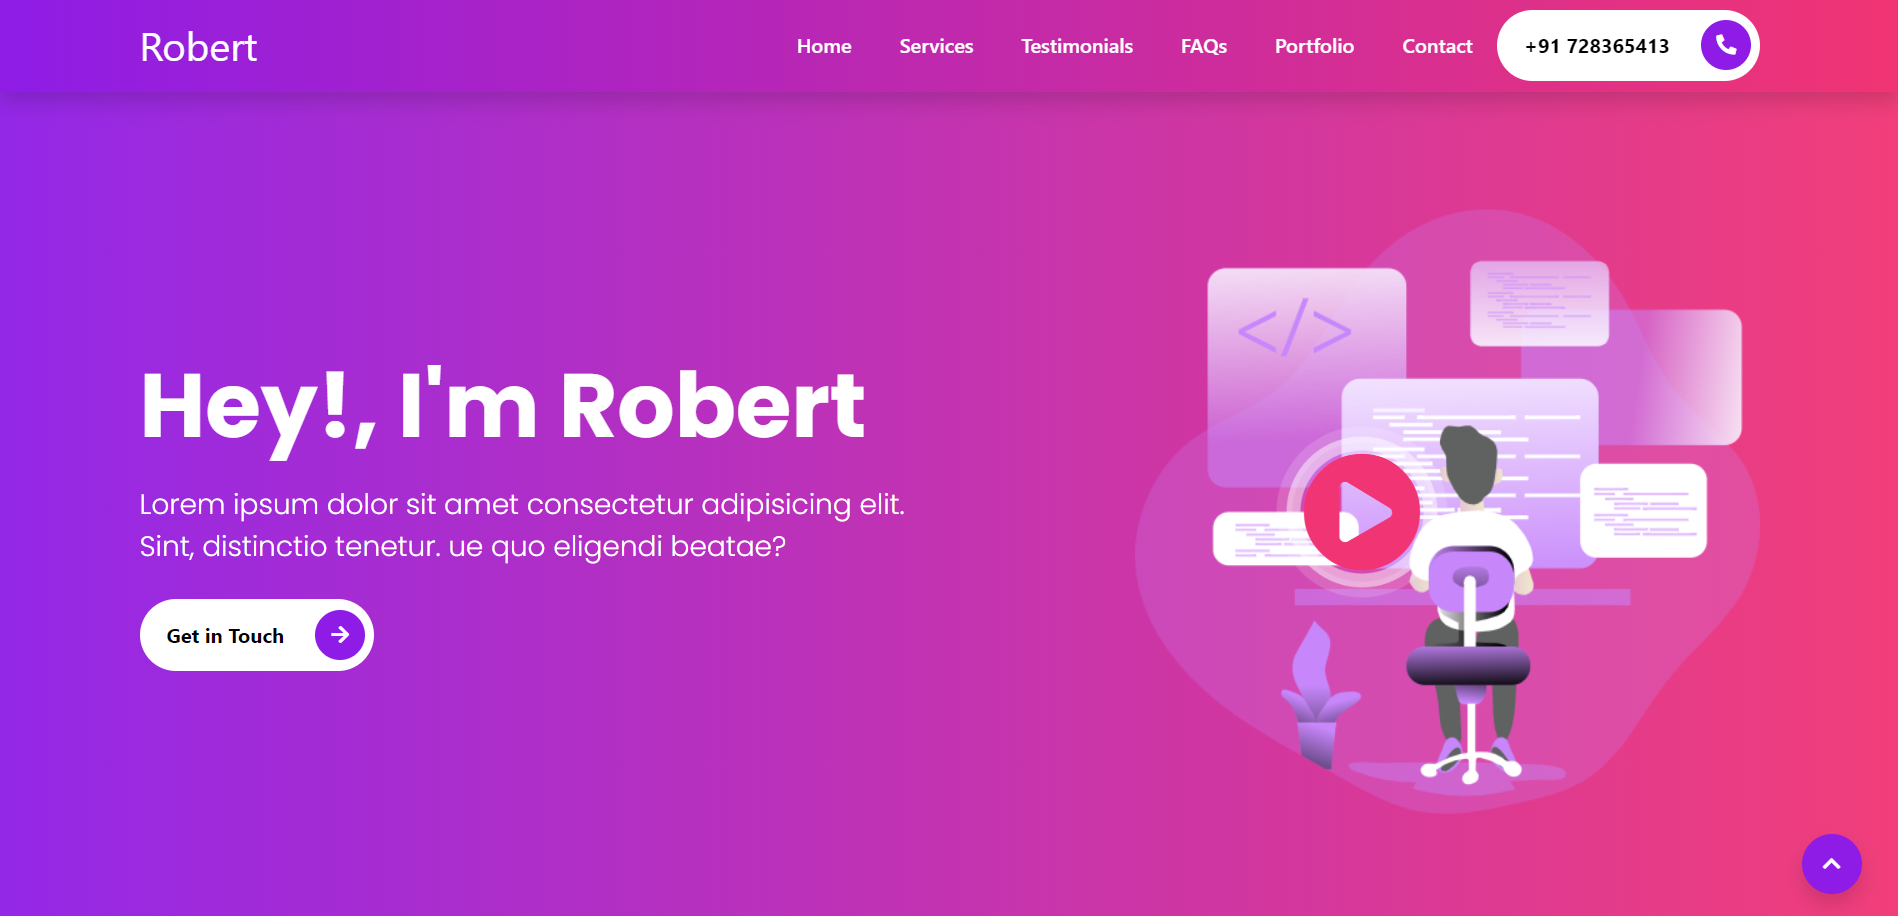 Robert
Home Services Testimonials FAQs Portfolio Contact +91 728365413
</>
Hey!, I'm Robert
Lorem ipsum dolor sit amet consectetur adipisicing elit.
Sint, distinctio tenetur. ue quo eligendi beatae?
Get in Touch